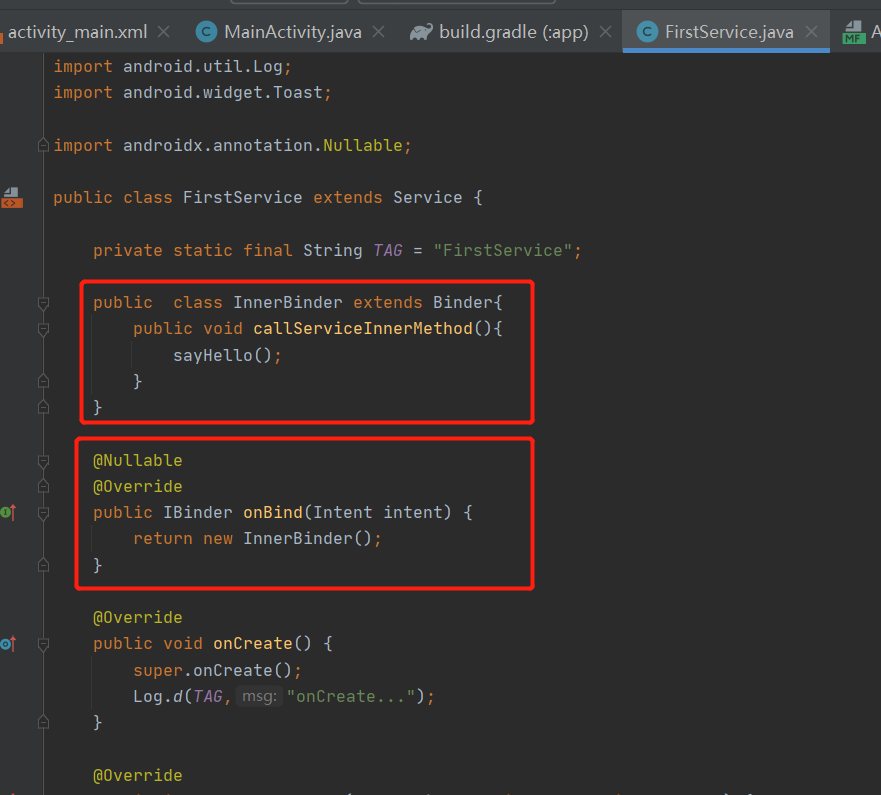 activity_main.xml MainActivity.java build.gradle (:app) FirstService.java MF A
import android.util.Log;
import android.widget.Toast;
import androidx.annotation.Nullable;
public class FirstService extends Service {
private static final String TAG = "FirstService";
public  class InnerBinder extends Binder{
public void callServiceInnerMethod(){
sayHello();
}
}
@Nullable
@Override
public IBinder onBind(Intent intent) {
return new InnerBinder();
}
@Override
public void onCreate() {
super.onCreate();
Log.d(TAG, msg: "onCreate...");
}
@Override